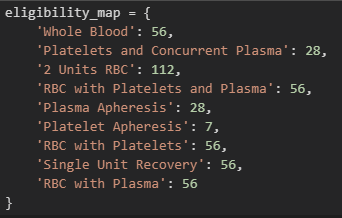 eligibility_map = {
    'Whole Blood': 56,
    'Platelets and Concurrent Plasma': 28,
    '2 Units RBC': 112,
    'RBC with Platelets and Plasma': 56,
    'Plasma Apheresis': 28,
    'Platelet Apheresis': 7,
    'RBC with Platelets': 56,
    'Single Unit Recovery': 56,
    'RBC with Plasma': 56
}